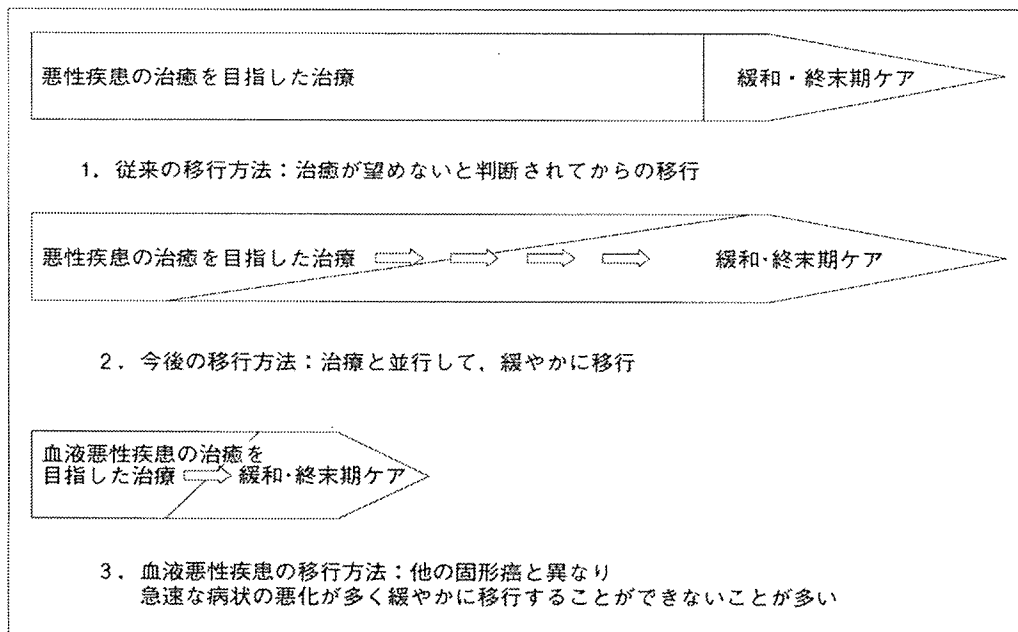 悪性疾患の治癒を目指した治療
緩和・終末期ケア
1．従来の移行方法：治癒が望めないと判断されてからの移行
悪性疾患の治癒を目指した治療
緩和・終末期ケア
2．今後の移行方法：治療と並行して，緩やかに移行
血液悪性疾患の治癒を
目指した治療
緩和・終末期ケア
3．血液悪性疾患の移行方法：他の固形癌と異なり
急速な病状の悪化が多く緩やかに移行することができないことが多い